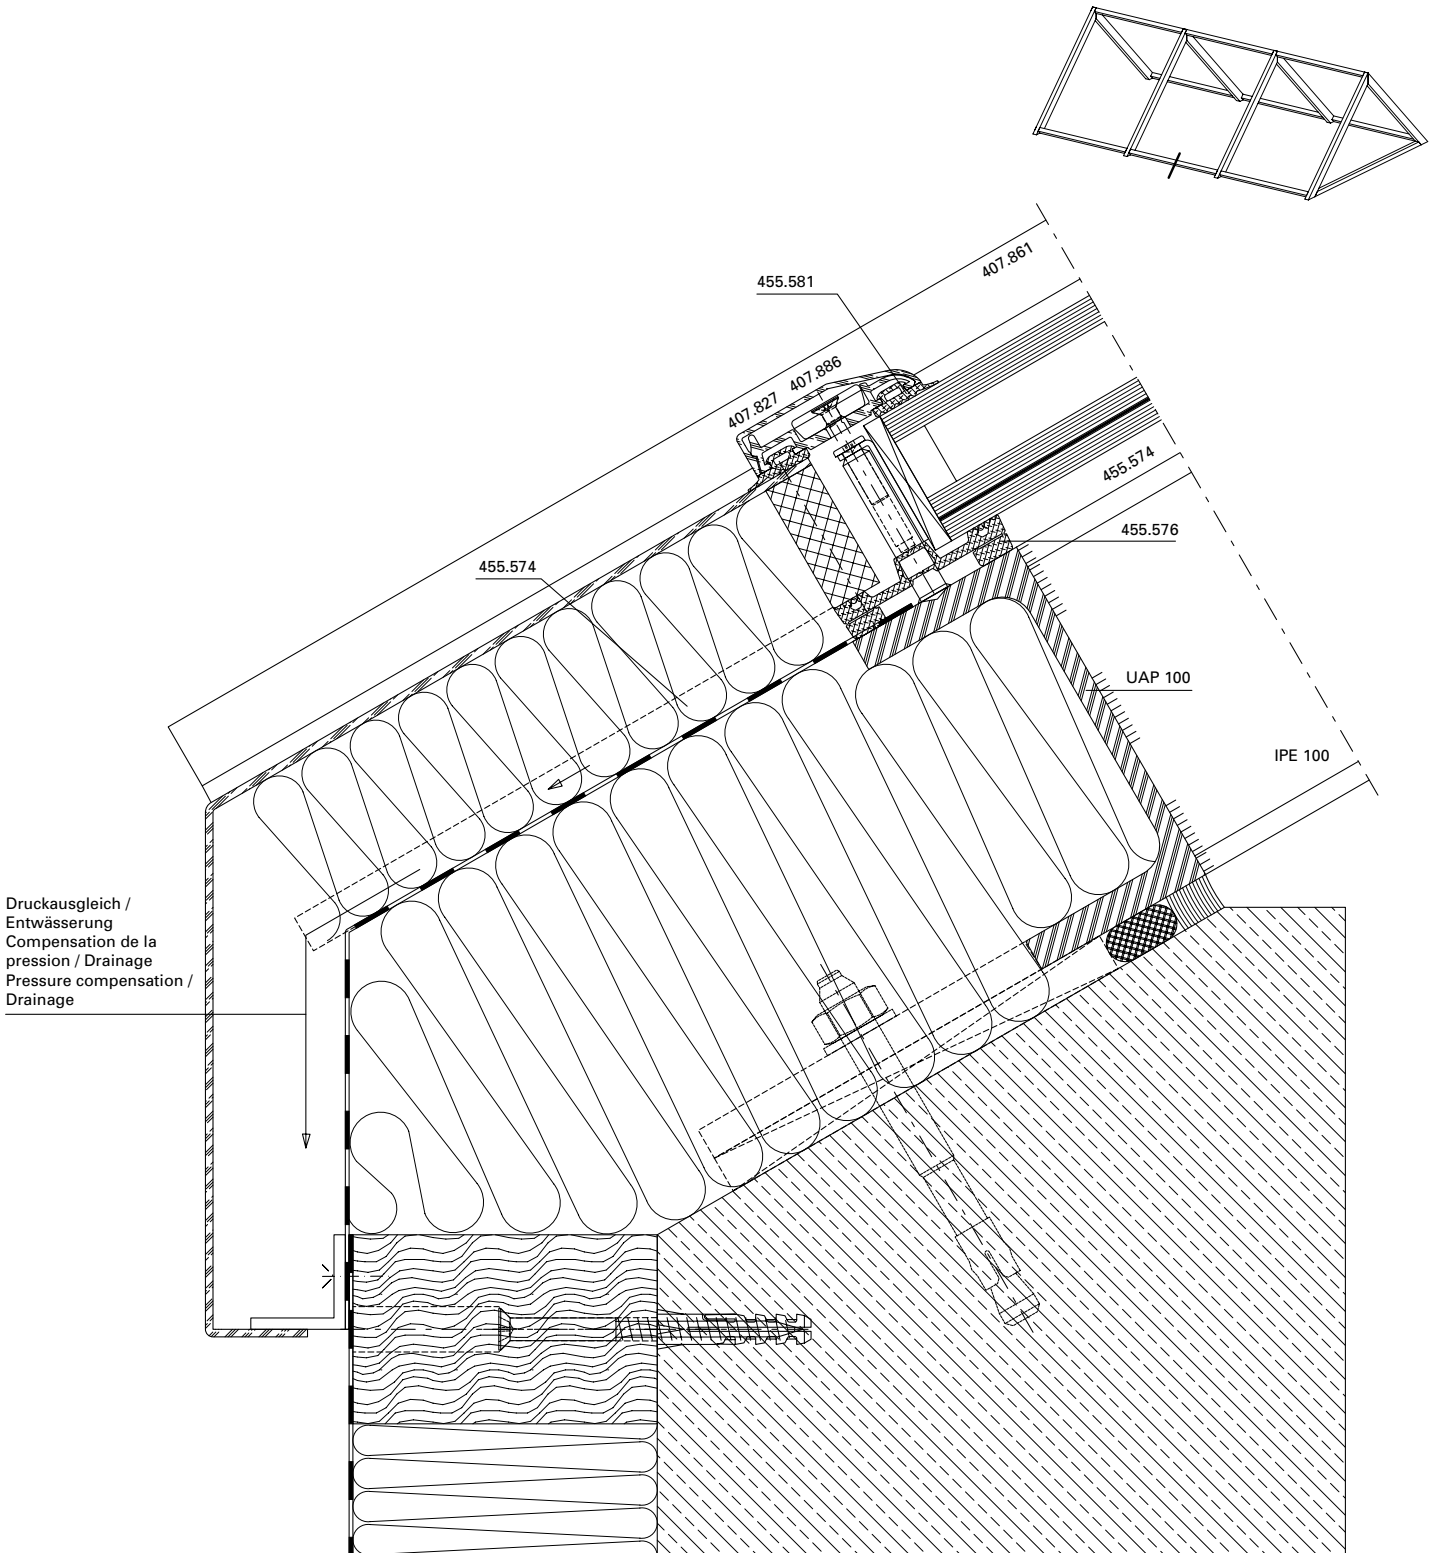 407.861
455.581
407.886
407.827
455.574
455.576
455.574
UAP 100
IPE 100
Druckausgleich /
Entwässerung
Compensation de la
pression / Drainage
Pressure compensation /
Drainage